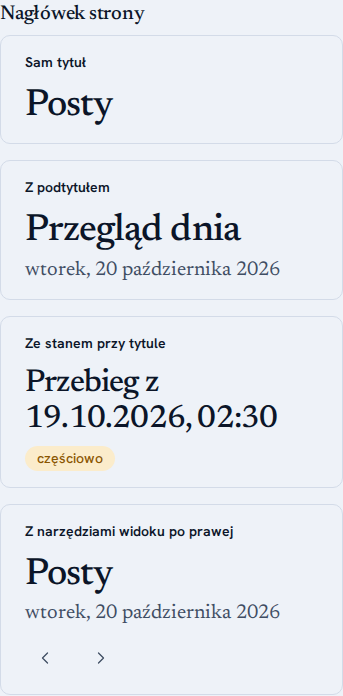 Nagłówek strony
Sam tytuł
Posty
Z podtytułem
Przegląd dnia
wtorek, 20 października 2026
Ze stanem przy tytule
Przebieg z
19.10.2026, 02:30
częściowo
Z narzędziami widoku po prawej
Posty
wtorek, 20 października 2026